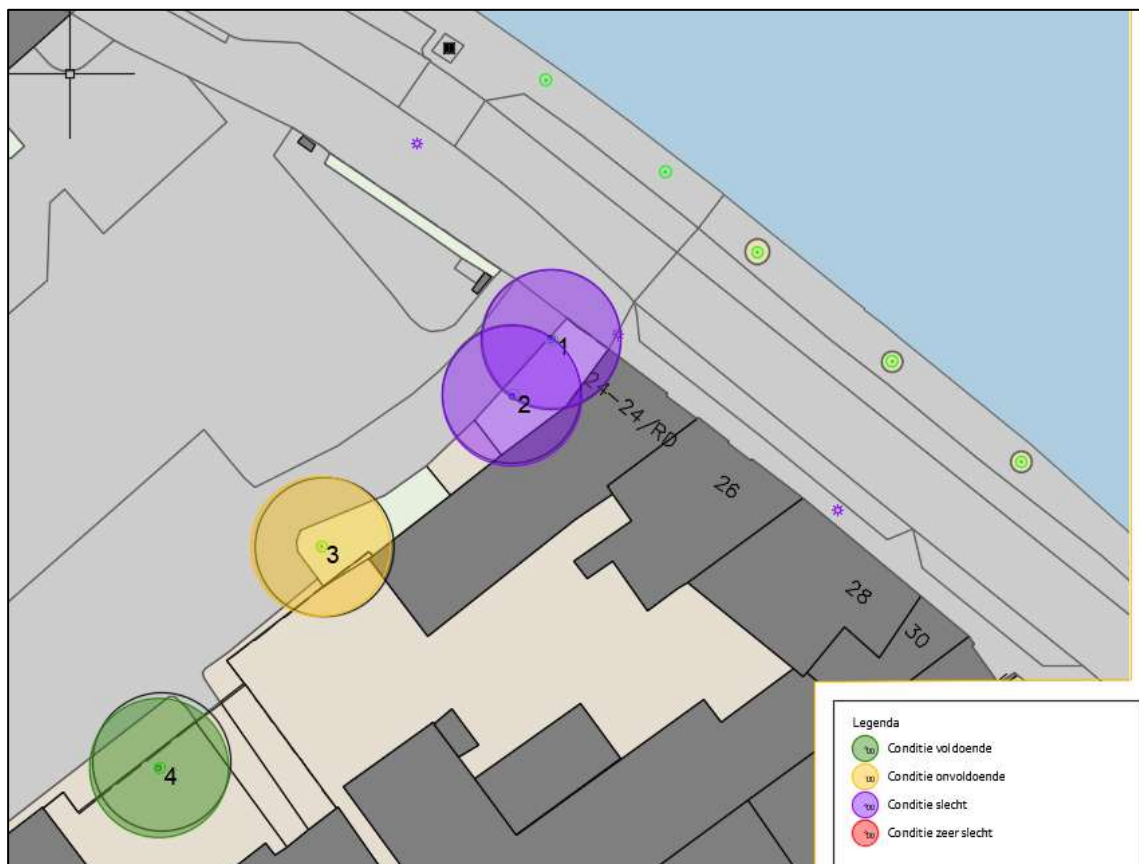 1
2
24-24/RD
26
3
28
30
4
Legenda
Conditie voldoende
Conditie onvoldoende
Conditie slecht
Conditie zeer slecht